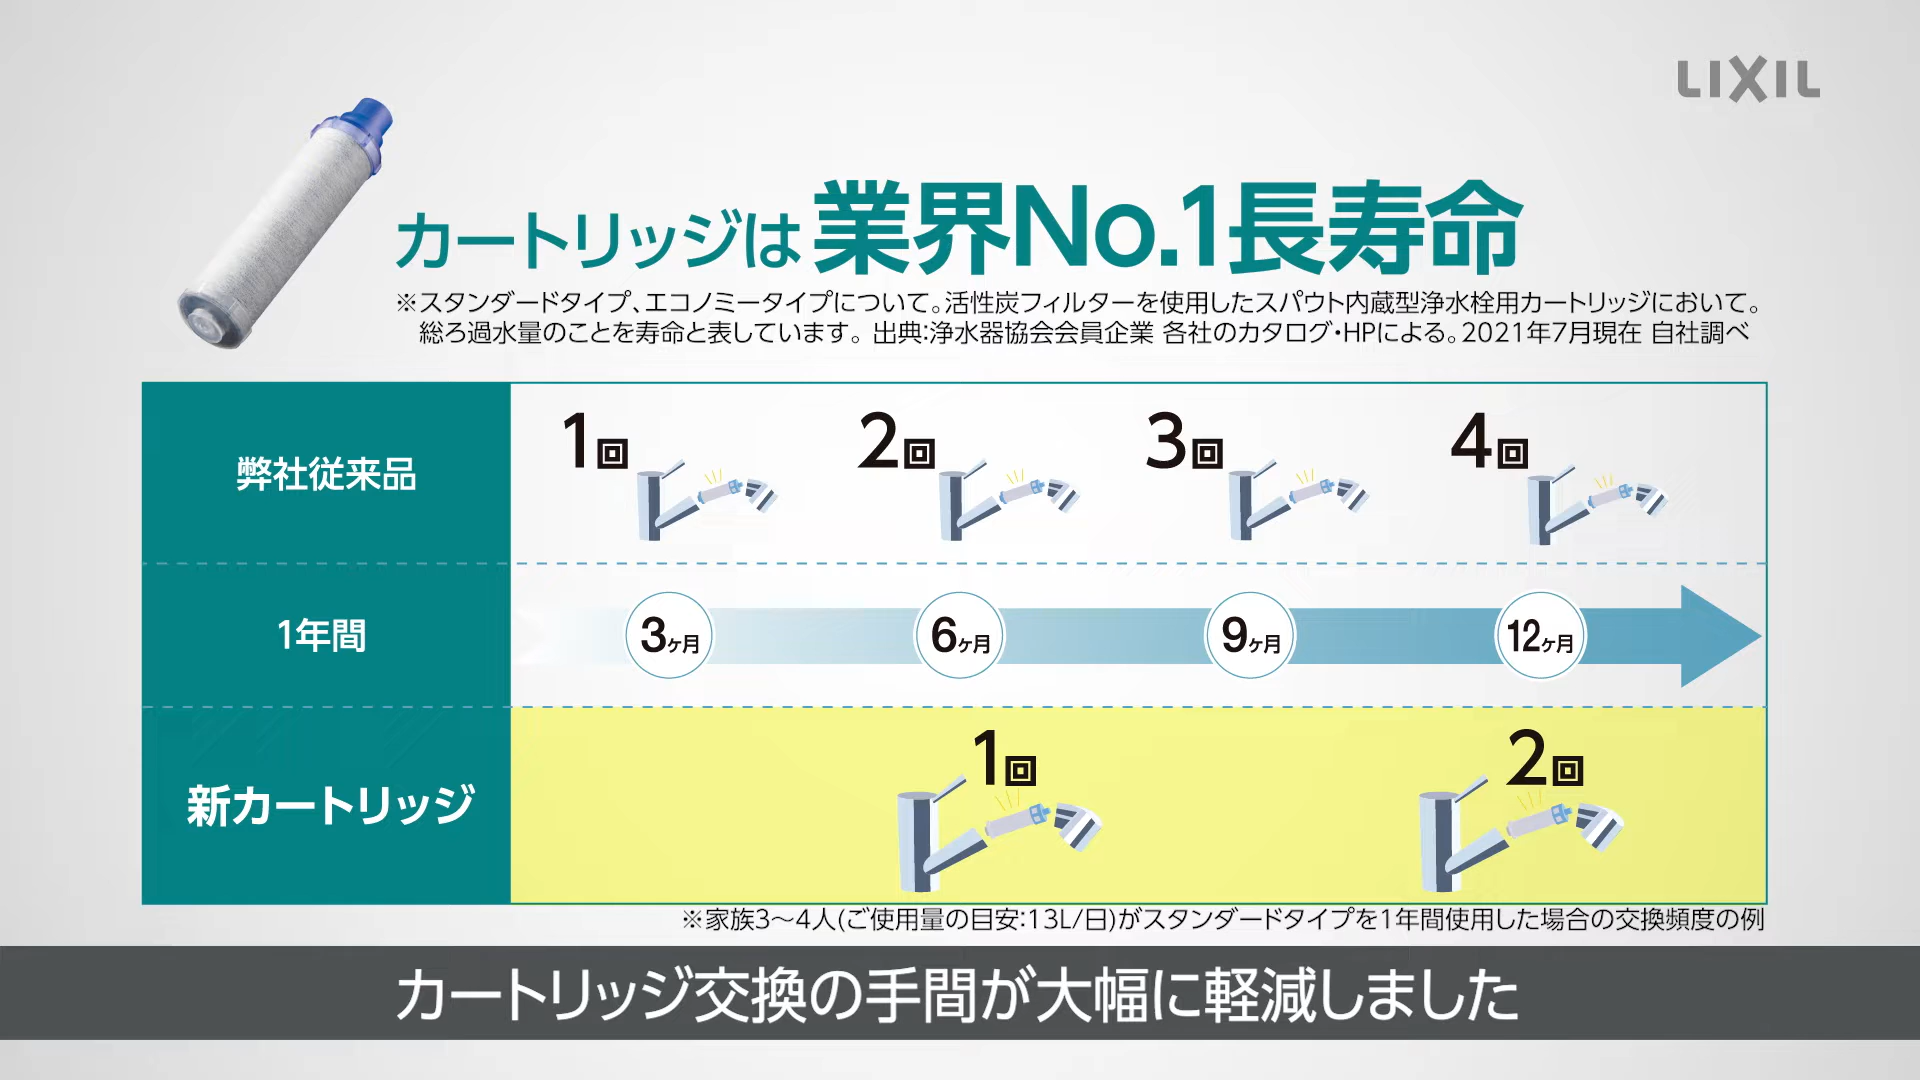 LIXIL
カートリッジは業界No.1長寿命
※スタンダードタイプ、エコノミータイプについて。活性炭フィルターを使用したスパウト内蔵型浄水栓用カートリッジにおいて。
総ろ過水量のことを寿命と表しています。出典:浄水器協会会員企業 各社のカタログ・HPによる。2021年7月現在 自社調べ
弊社従来品
1回 2回 3回 4回
1年間
3ヶ月 6ヶ月 9ヶ月 12ヶ月
新カートリッジ
1回 2回
※家族3〜4人(ご使用量の目安:13L/日)がスタンダードタイプを1年間使用した場合の交換頻度の例
カートリッジ交換の手間が大幅に軽減しました